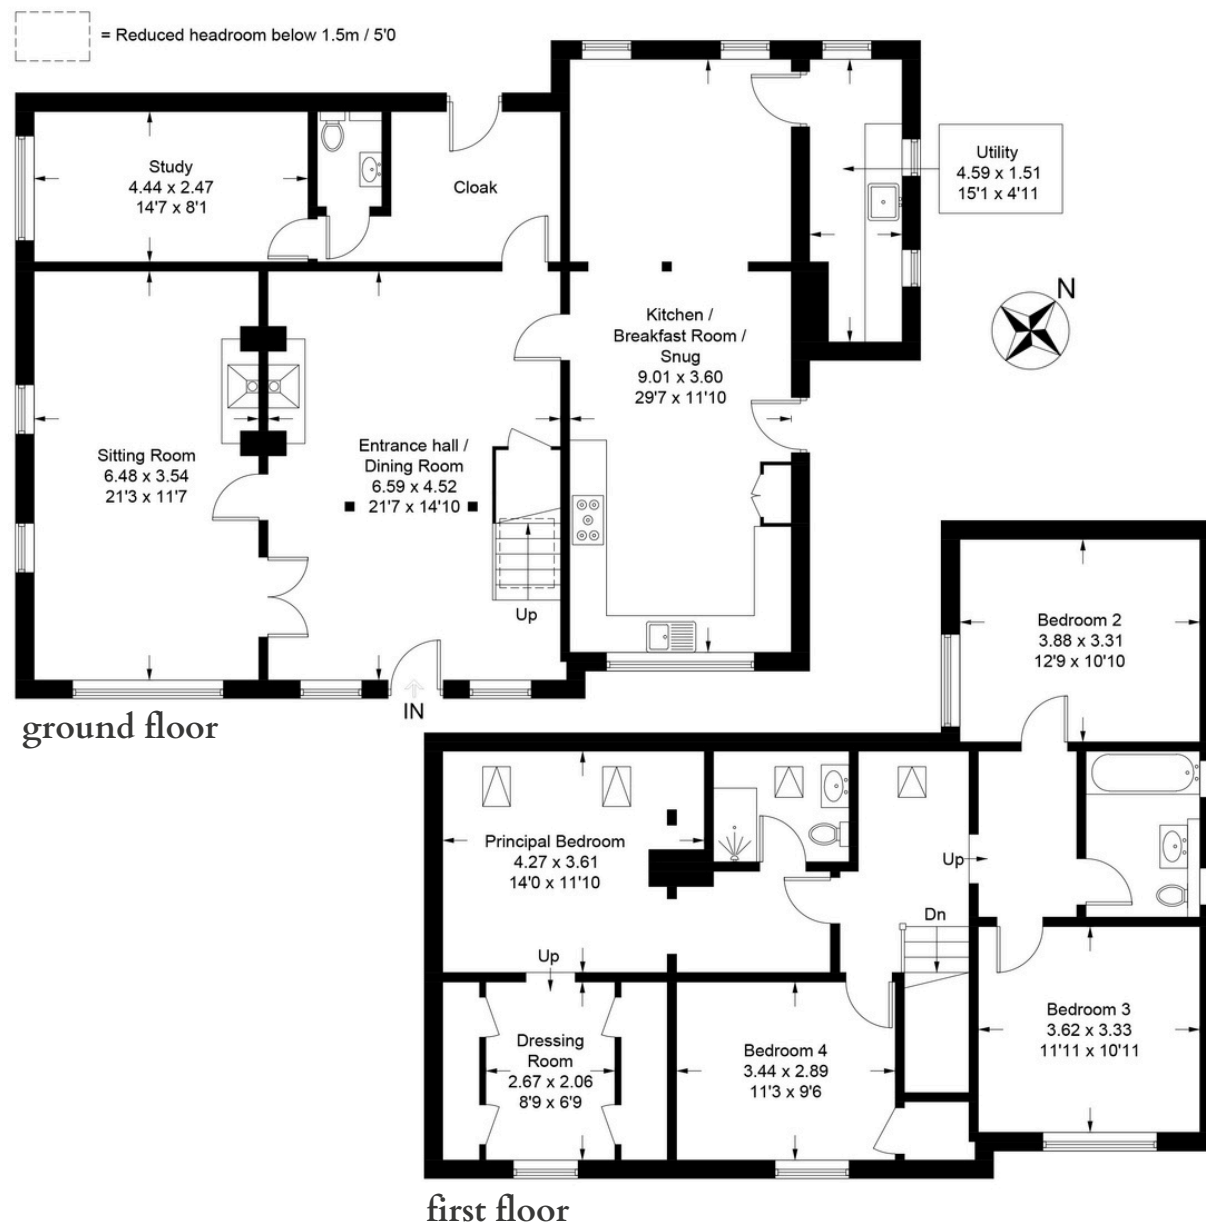 = Reduced headroom below 1.5m / 5'0
Study
4.44 x 2.47
14'7 x 8'1
Cloak
Utility
4.59 x 1.51
15'1 x 4'11
N
Kitchen /
Breakfast Room /
Snug
9.01 x 3.60
29'7 x 11'10
Sitting Room
6.48 x 3.54
21'3 x 11'7
Entrance hall /
Dining Room
6.59 x 4.52
21'7 x 14'10
Up
IN
ground floor
Bedroom 2
3.88 x 3.31
12'9 x 10'10
Principal Bedroom
4.27 x 3.61
14'0 x 11'10
Up
Dn
Up
Dressing
Room
2.67 x 2.06
8'9 x 6'9
Bedroom 4
3.44 x 2.89
11'3 x 9'6
Bedroom 3
3.62 x 3.33
11'11 x 10'11
first floor